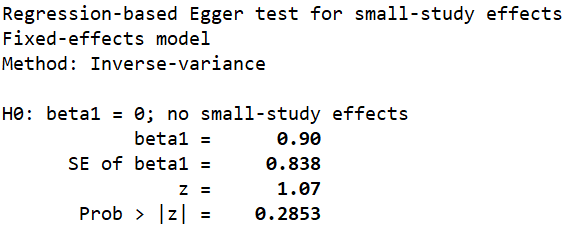 Regression-based Egger test for small-study effects
Fixed-effects model
Method: Inverse-variance
H0: beta1 = 0; no small-study effects
beta1 = 0.90
SE of beta1 = 0.838
z = 1.07
Prob > |z| = 0.2853